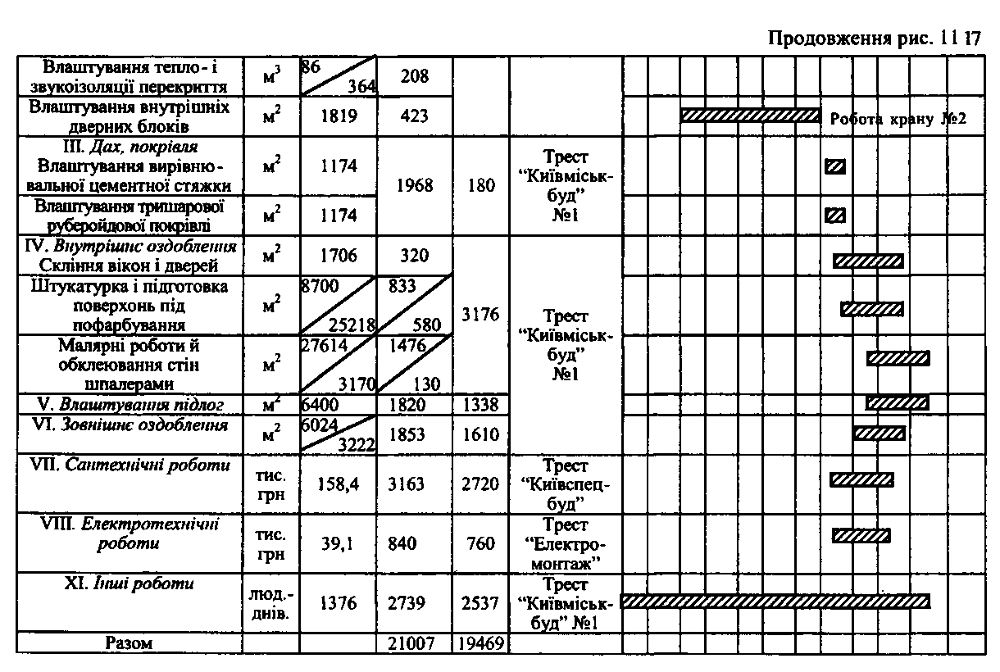 Продовження рис. 11 17
Влаштування тепло- і
звукоізоляції перекриття
м³
86
364
208
Влаштування внутрішніх
дверних блоків
м²
1819
423
Робота крану №2
III. Дах, покрівля
Влаштування вирівню-
вальної цементної стяжки
м²
1174
1968
180
Трест
“Київміськ-
буд”
№1
Влаштування тришарової
руберойдової покрівлі
м²
1174
IV. Внутрішнє оздоблення
Скління вікон і дверей
м²
1706
320
3176
Трест
“Київміськ-
буд”
№1
Штукатурка і підготовка
поверхонь під
пофарбування
м²
8700
25218
833
580
Малярні роботи й
обклеювання стін
шпалерами
м²
27614
3170
1476
130
V. Влаштування підлог
м²
6400
1820
1338
VI. Зовнішнє оздоблення
м²
6024
3222
1853
1610
VII. Сантехнічні роботи
тис.
грн
158,4
3163
2720
Трест
“Київспец-
буд”
VIII. Електротехнічні
роботи
тис.
грн
39,1
840
760
Трест
“Електро-
монтаж”
XI. Інші роботи
люд.-
днів.
1376
2739
2537
Трест
“Київміськ-
буд” №1
Разом
21007
19469